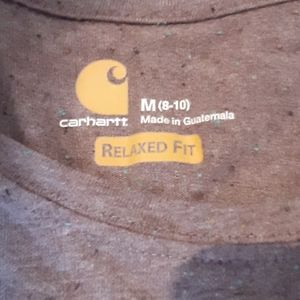 M (8-10)
carhartt Made in Guatemala
RELAXED FIT